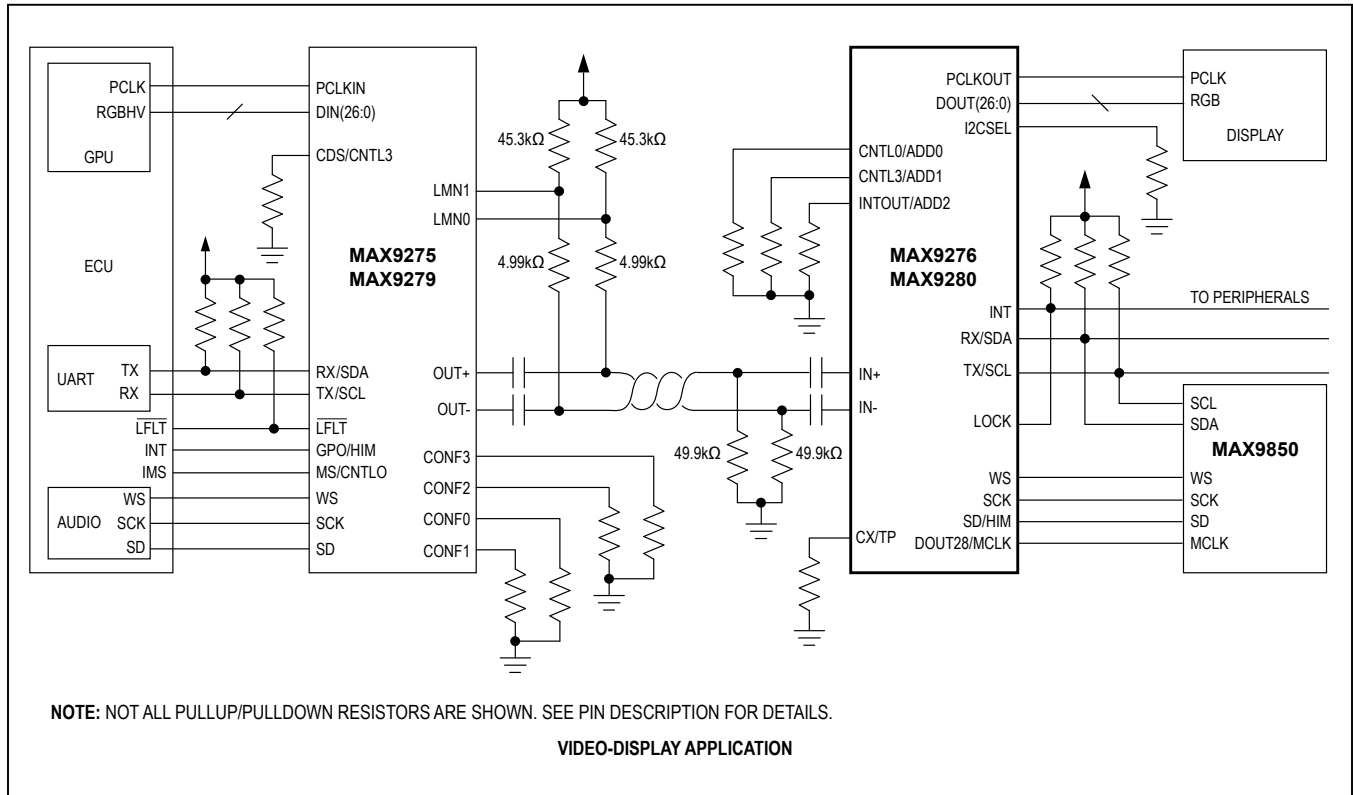 PCLK
RGBHV
GPU
ECU
UART
TX
RX
LFLT
INT
IMS
AUDIO
WS
SCK
SD
PCLKIN
DIN(26:0)
CDS/CNTL3
LMN1
LMN0
MAX9275
MAX9279
RX/SDA
TX/SCL
LFLT
GPO/HIM
MS/CNTLO
WS
SCK
SD
OUT+
OUT-
CONF3
CONF2
CONF0
CONF1
45.3kΩ
45.3kΩ
4.99kΩ
4.99kΩ
49.9kΩ
49.9kΩ
CNTL0/ADD0
CNTL3/ADD1
INTOUT/ADD2
MAX9276
MAX9280
IN+
IN-
CX/TP
PCLKOUT
DOUT(26:0)
I2CSEL
INT
RX/SDA
TX/SCL
LOCK
WS
SCK
SD/HIM
DOUT28/MCLK
PCLK
RGB
DISPLAY
TO PERIPHERALS
SCL
SDA
MAX9850
WS
SCK
SD
MCLK
NOTE: NOT ALL PULLUP/PULLDOWN RESISTORS ARE SHOWN. SEE PIN DESCRIPTION FOR DETAILS.
VIDEO-DISPLAY APPLICATION